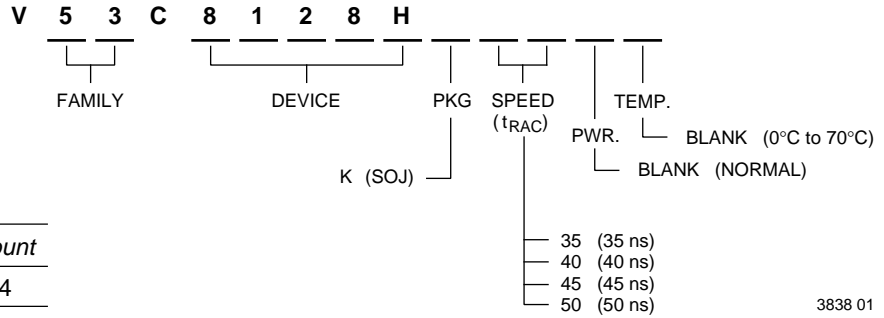 V 5 3 C 8 1 2 8 H
FAMILY DEVICE PKG SPEED TEMP.
(tRAC) PWR.
BLANK (0°C to 70°C)
K (SOJ) BLANK (NORMAL)
35 (35 ns)
40 (40 ns)
45 (45 ns)
50 (50 ns)
4
3838 01